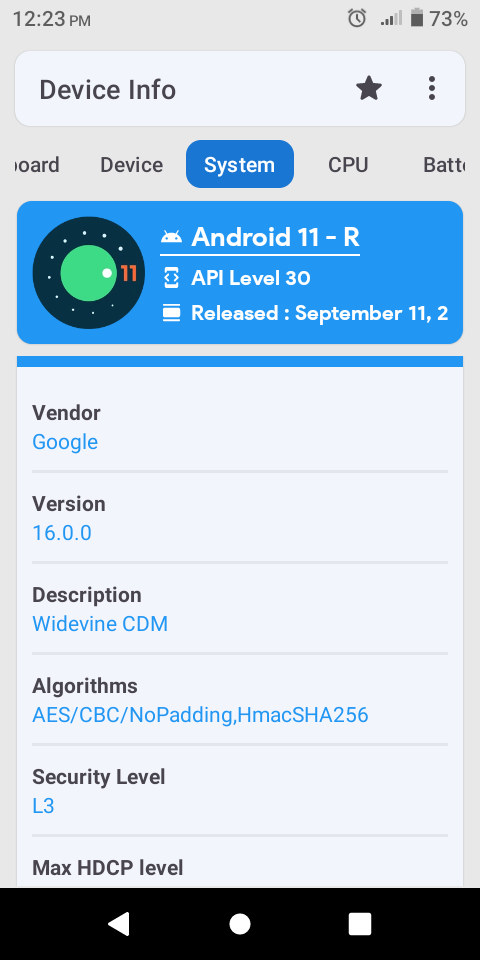 12:23 PM 73%
Device Info
board Device System CPU Batte
11
Android 11 - R
API Level 30
Released : September 11, 2
Vendor
Google
Version
16.0.0
Description
Widevine CDM
Algorithms
AES/CBC/NoPadding,HmacSHA256
Security Level
L3
Max HDCP level